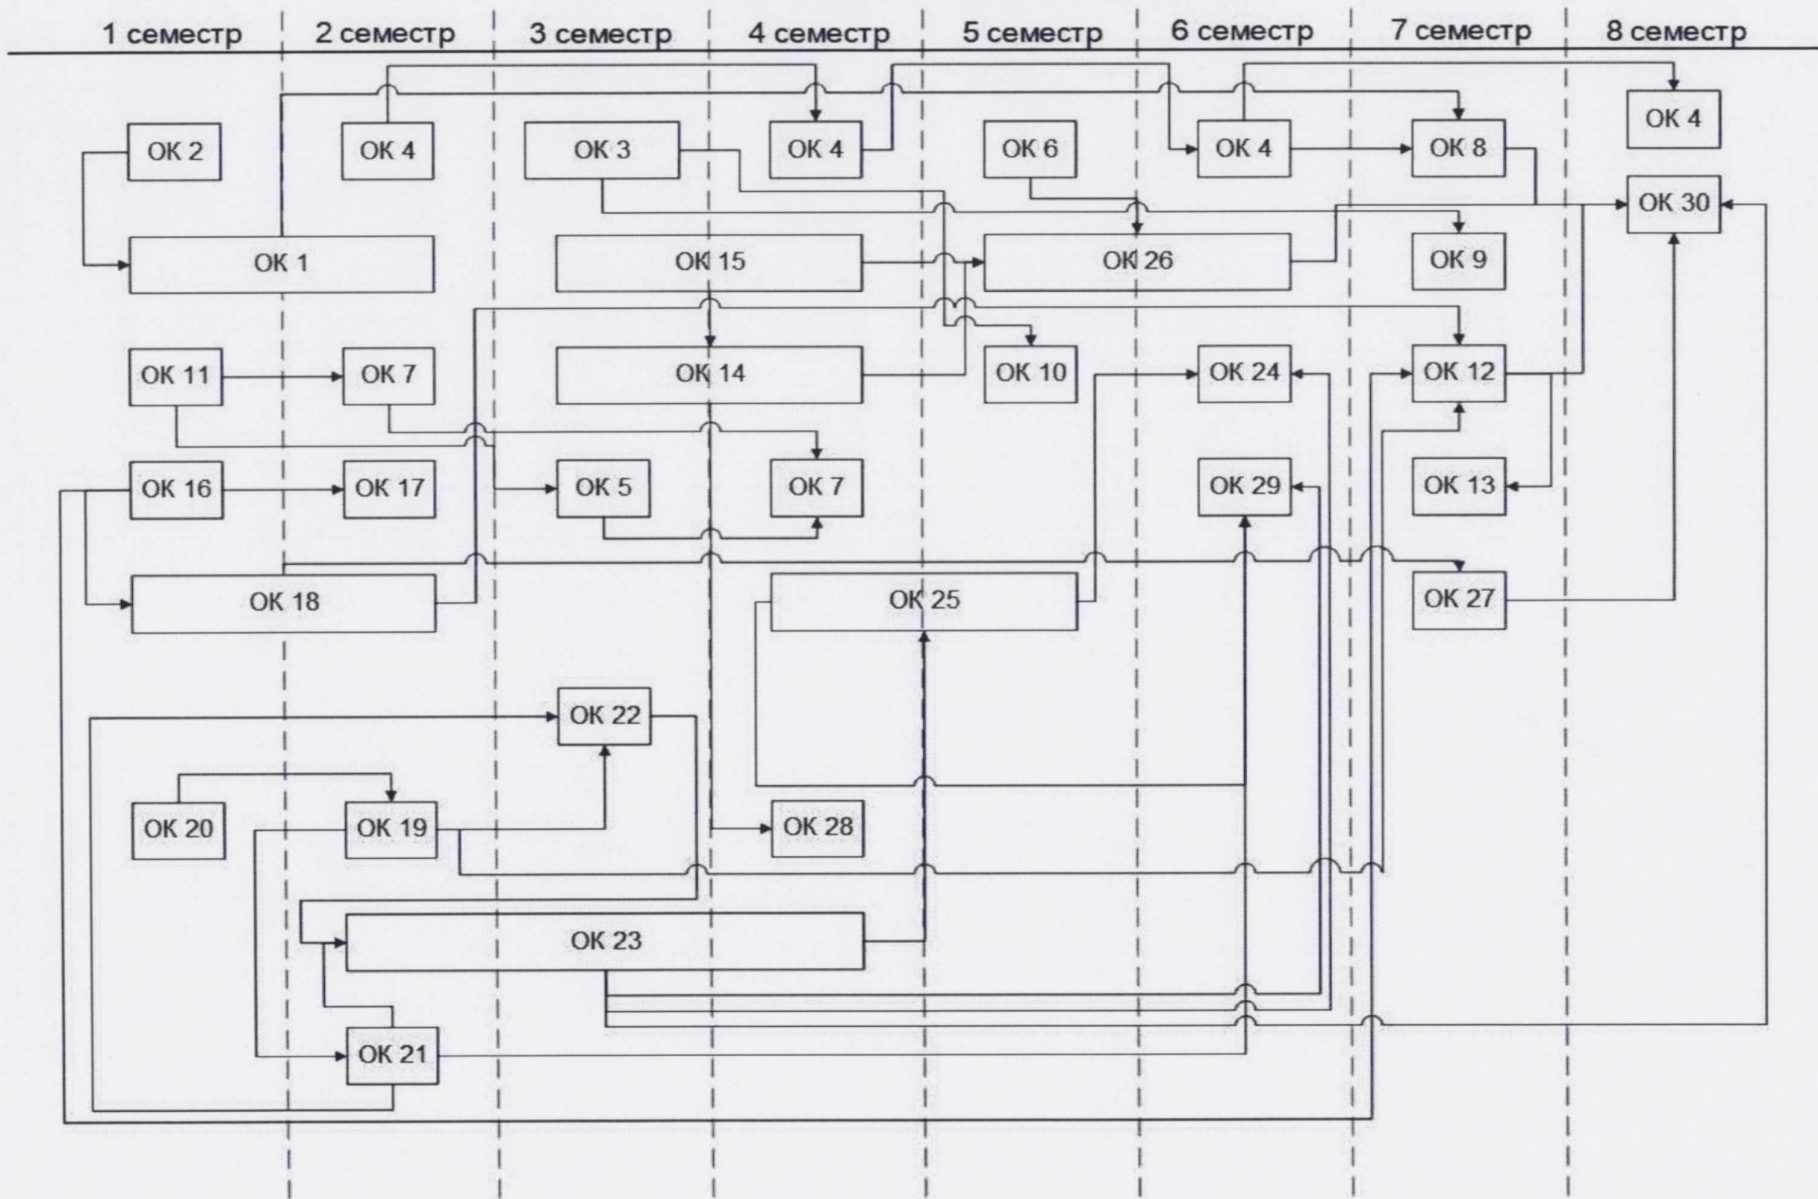 1 семестр 2 семестр 3 семестр 4 семестр 5 семестр 6 семестр 7 семестр 8 семестр
ОК 4
ОК 2 ОК 4 ОК 3 ОК 4 ОК 6 ОК 4 ОК 8
ОК 30
ОК 1 ОК 15 ОК 26 ОК 9
ОК 11 ОК 7 ОК 14 ОК 10 ОК 24 ОК 12
ОК 16 ОК 17 ОК 5 ОК 7 ОК 29 ОК 13
ОК 18 ОК 25 ОК 27
ОК 22
ОК 20 ОК 19 ОК 28
ОК 23
ОК 21